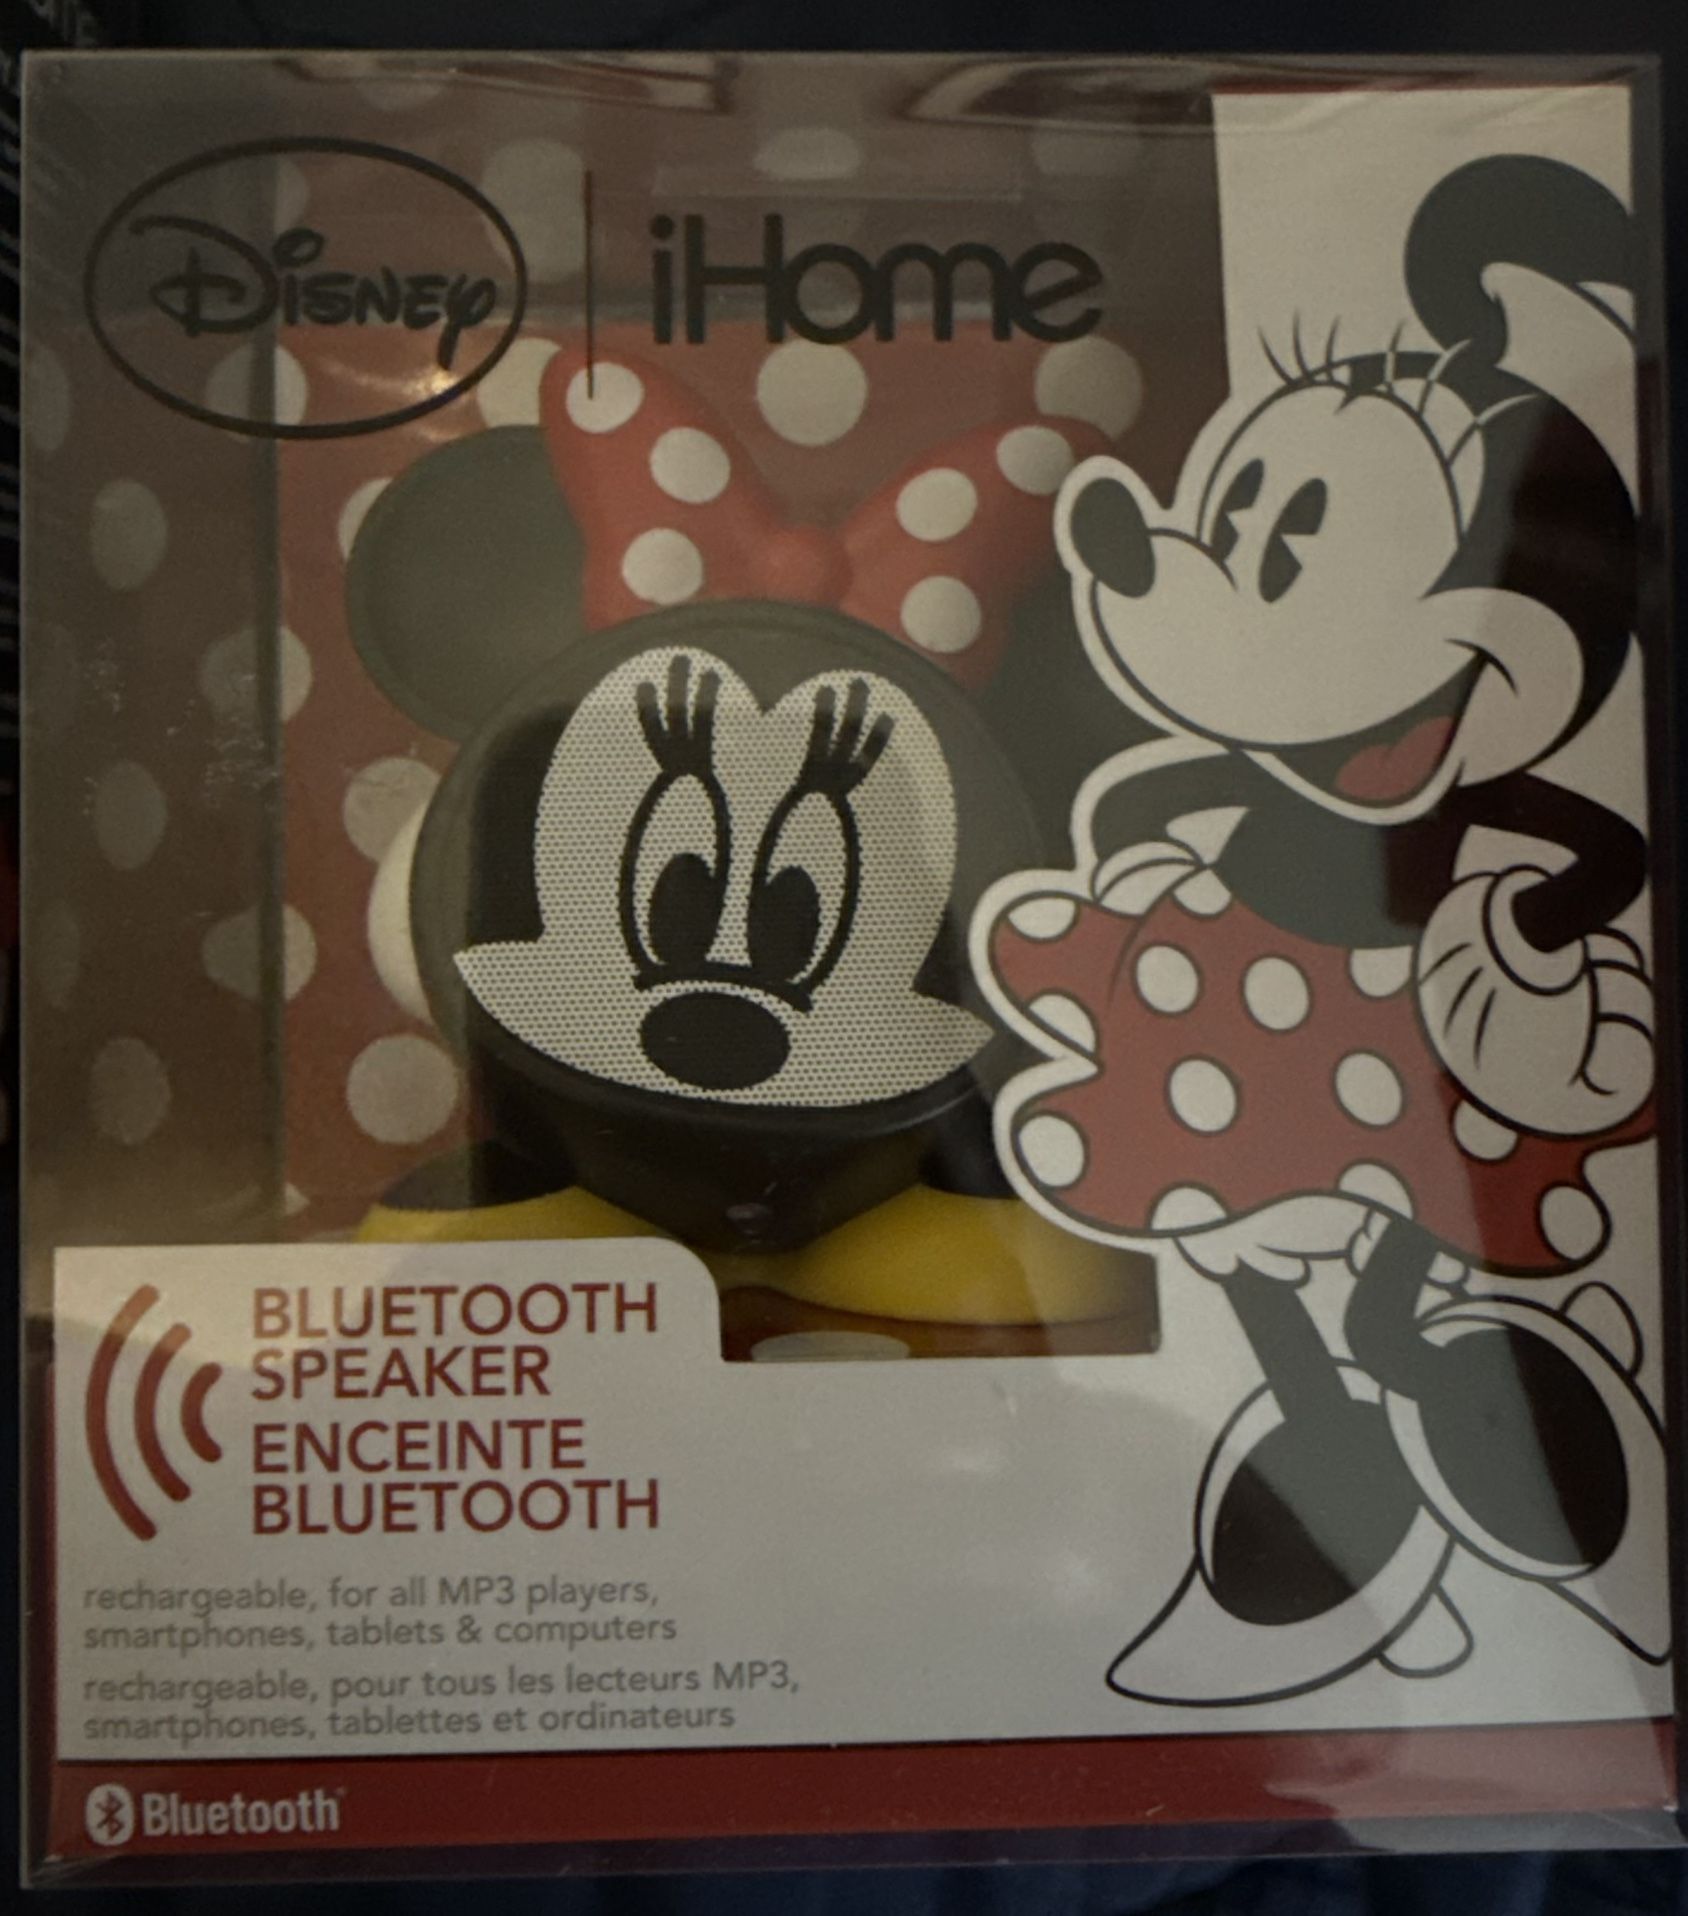 Disney
iHome
BLUETOOTH
SPEAKER
ENCEINTE
BLUETOOTH
rechargeable, for all MP3 players,
smartphones, tablets & computers
rechargeable, pour tous les lecteurs MP3,
smartphones, tablettes et ordinateurs
Bluetooth